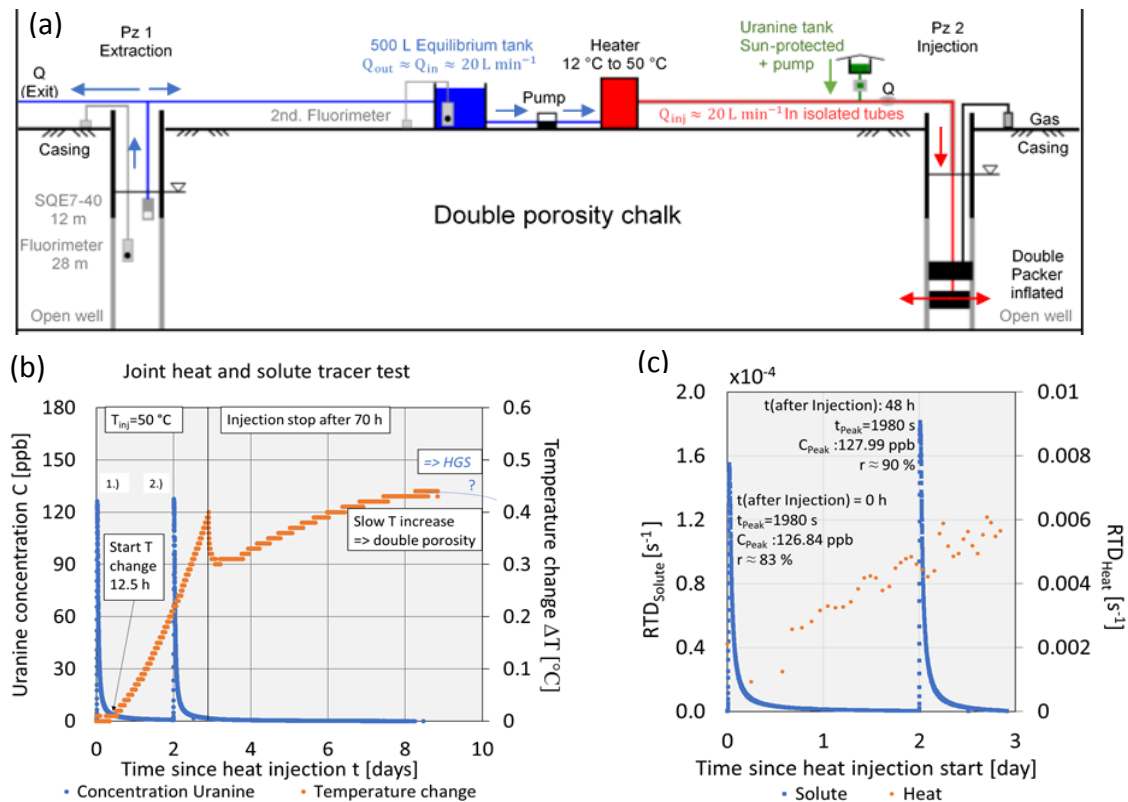 (a)
Pz 1
Extraction
Q
(Exit)
500 L Equilibrium tank
Qout ≈ Qin ≈ 20 L min⁻¹
Heater
12 °C to 50 °C
Uranine tank
Sun-protected
+ pump
Pz 2
Injection
2nd. Fluorimeter
Pump
Q
Qinj ≈ 20 L min⁻¹ In isolated tubes
Gas
Casing
Casing
SQE7-40
12 m
Fluorimeter
28 m
Double porosity chalk
Double
Packer
inflated
Open well
Open well
(b)
Joint heat and solute tracer test
Uranine concentration C [ppb]
180
150
120
90
60
30
0
Tinj=50 °C
Injection stop after 70 h
1.)
2.)
=> HGS
?
Start T
change
12.5 h
Slow T increase
=> double porosity
0.6
0.5
0.4
0.3
0.2
0.1
0
Temperature change ΔT [°C]
0 2 4 6 8 10
Time since heat injection t [days]
Concentration Uranine
Temperature change
(c)
x10⁻⁴
RTDSolute [s⁻¹]
2.0
1.6
1.2
0.8
0.4
0.0
t(after Injection): 48 h
tPeak=1980 s
CPeak :127.99 ppb
r ≈ 90 %
t(after Injection) = 0 h
tPeak=1980 s
CPeak :126.84 ppb
r ≈ 83 %
0.01
0.008
0.006
0.004
0.002
0
RTDHeat [s⁻¹]
0 1 2 3
Time since heat injection start [day]
Solute
Heat